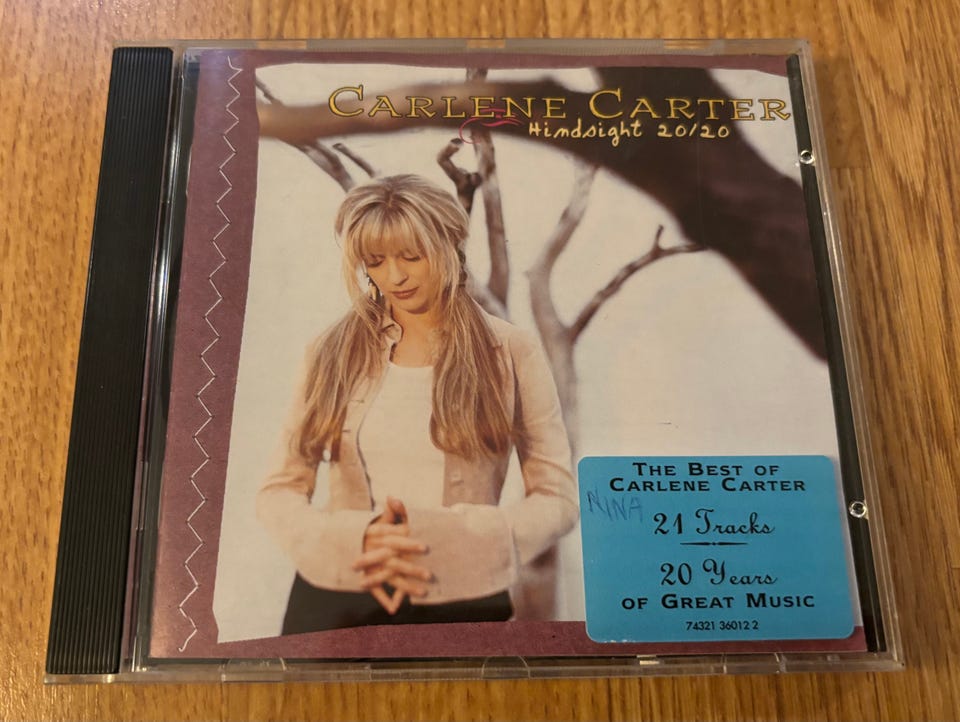 CARLENE CARTER
Hindsight 20/20
THE BEST OF
CARLENE CARTER
NINA
21 Tracks
20 Years
OF GREAT MUSIC
74321 36012 2